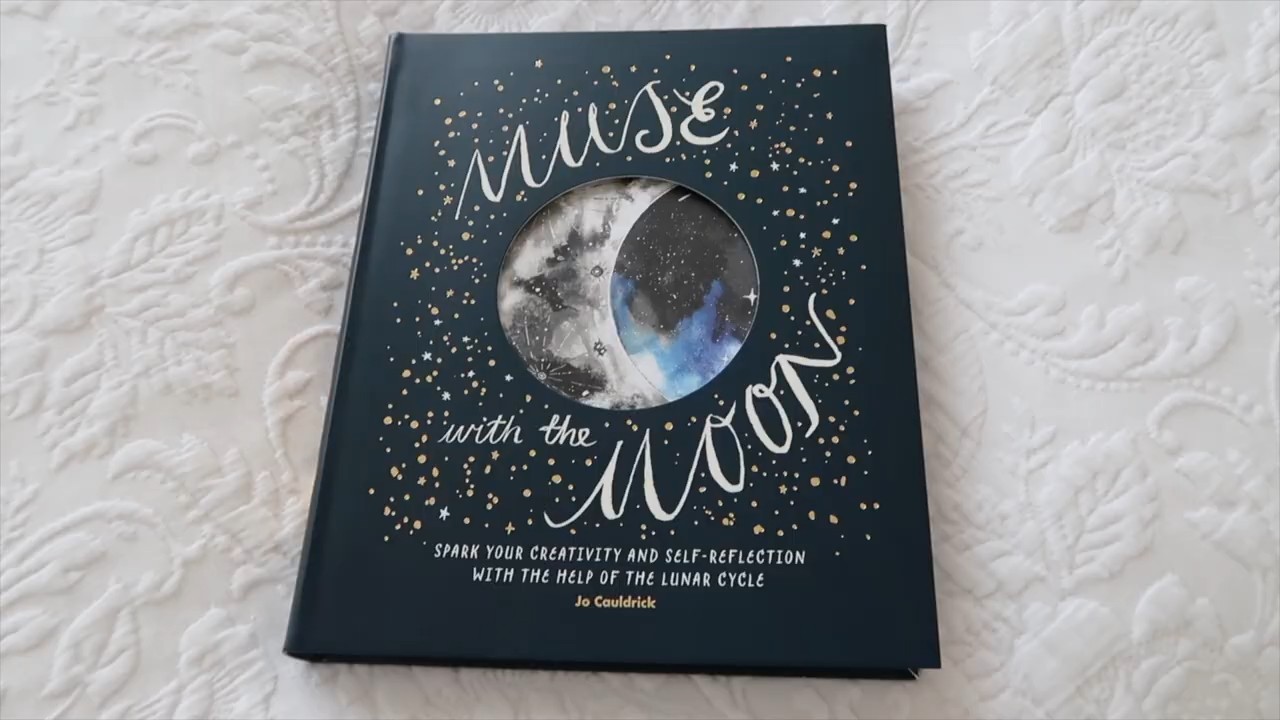 MUSE
with the
MOON
SPARK YOUR CREATIVITY AND SELF-REFLECTION
WITH THE HELP OF THE LUNAR CYCLE
Jo Cauldrick